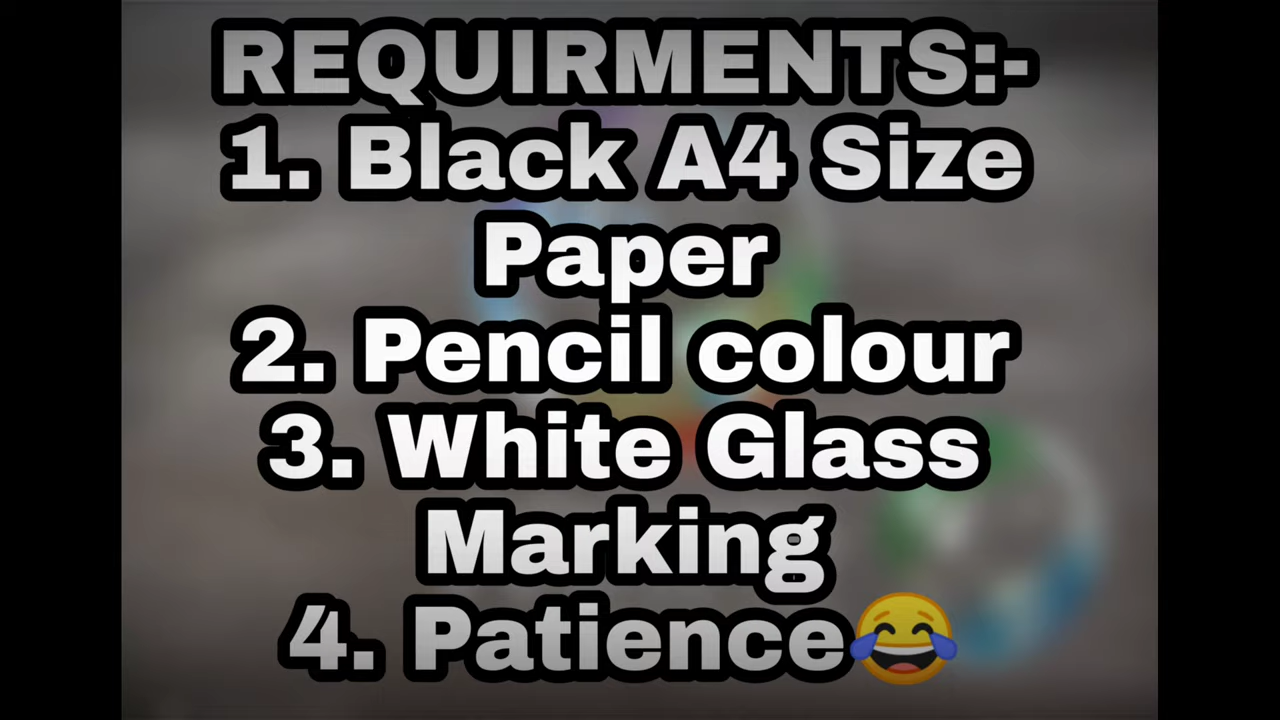 REQUIRMENTS:-
1. Black A4 Size
Paper
2. Pencil colour
3. White Glass
Marking
4. Patience😂